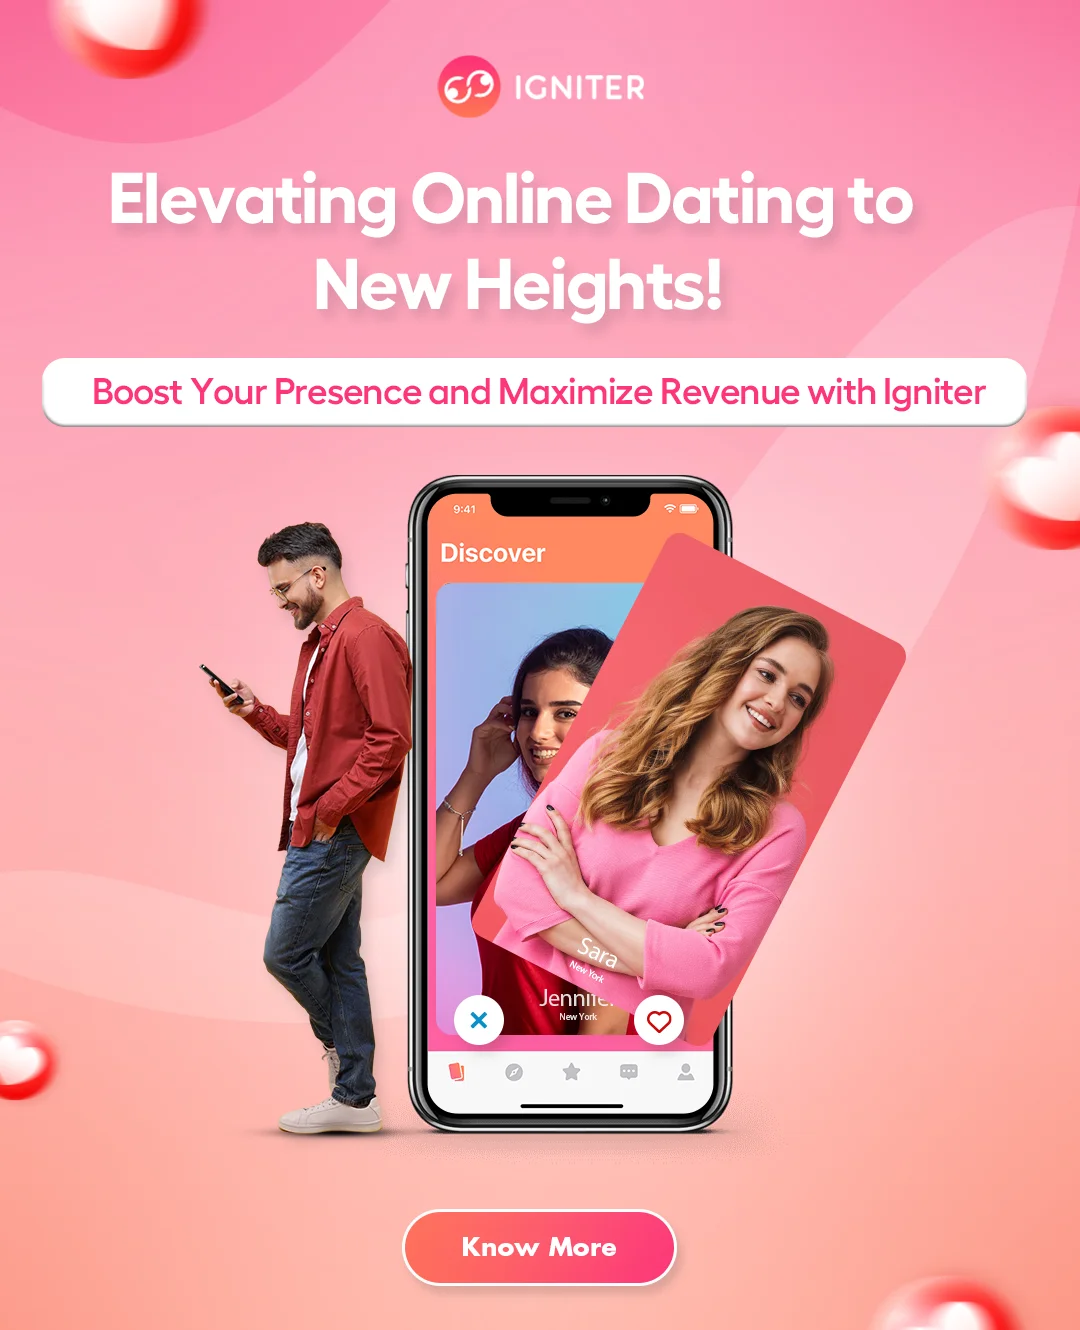 IGNITER
Elevating Online Dating to
New Heights!
Boost Your Presence and Maximize Revenue with Igniter
9:41
Discover
Sara
New York
Jennifer
New York
Know More